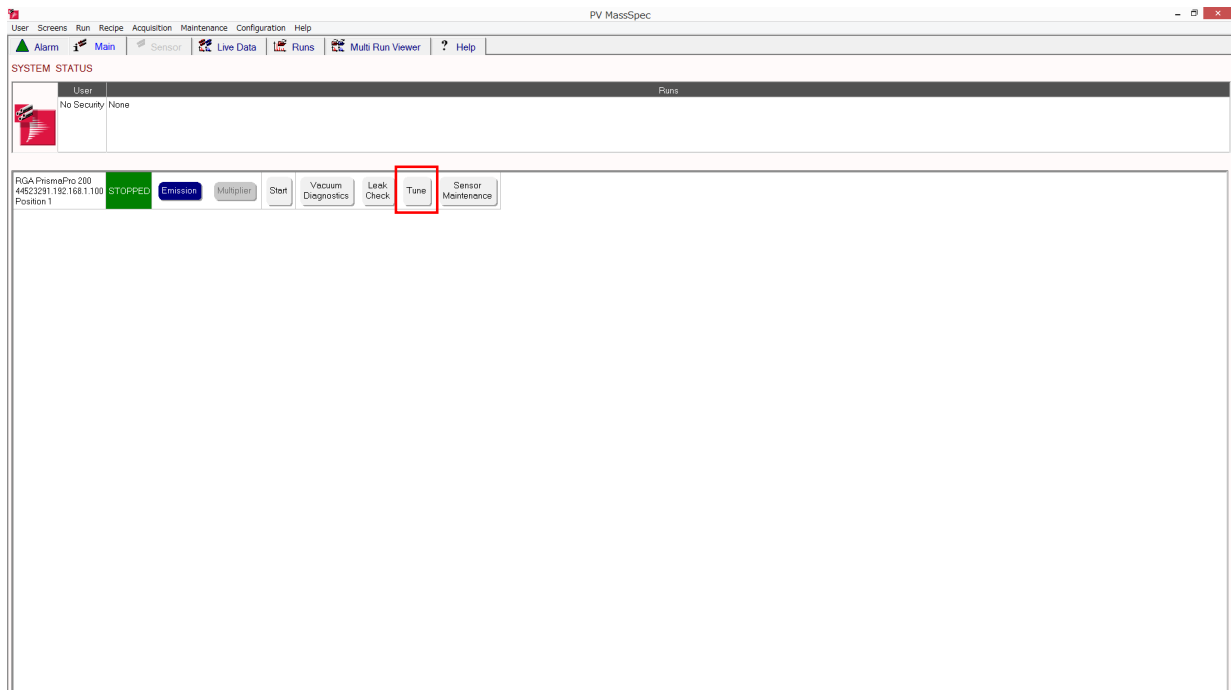 PV MassSpec
User Screens Run Recipe Acquisition Maintenance Configuration Help
Alarm Main Sensor Live Data Runs Multi Run Viewer ? Help
SYSTEM STATUS
User Runs
No Security None
RGA PrismaPro 200
44523291.192.168.1.100
Position 1
STOPPED
Emission
Multiplier
Start
Vacuum
Diagnostics
Leak
Check
Tune
Sensor
Maintenance